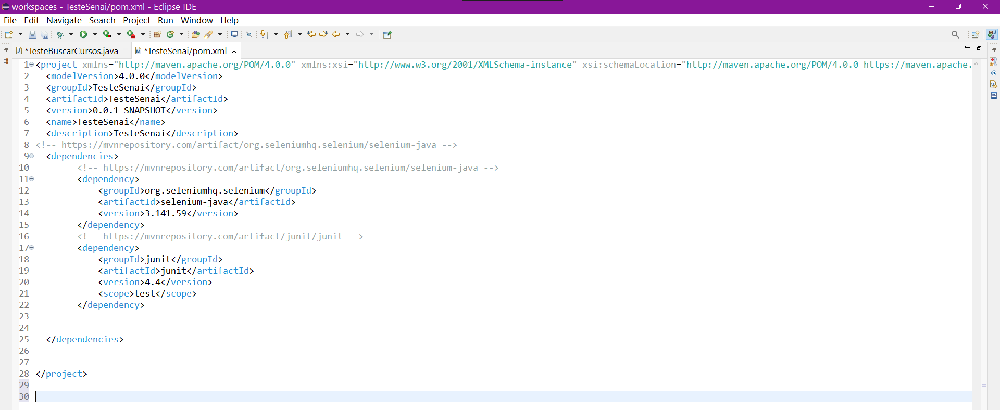 workspaces - TesteSenai/pom.xml - Eclipse IDE
File Edit Navigate Search Project Run Window Help
*TesteBuscarCursos.java *TesteSenai/pom.xml
1 <project xmlns="http://maven.apache.org/POM/4.0.0" xmlns:xsi="http://www.w3.org/2001/XMLSchema-instance" xsi:schemaLocation="http://maven.apache.org/POM/4.0.0 https://maven.apache.
2 <modelVersion>4.0.0</modelVersion>
3 <groupId>TesteSenai</groupId>
4 <artifactId>TesteSenai</artifactId>
5 <version>0.0.1-SNAPSHOT</version>
6 <name>TesteSenai</name>
7 <description>TesteSenai</description>
8 <!-- https://mvnrepository.com/artifact/org.seleniumhq.selenium/selenium-java -->
9 <dependencies>
10 <!-- https://mvnrepository.com/artifact/org.seleniumhq.selenium/selenium-java -->
11 <dependency>
12 <groupId>org.seleniumhq.selenium</groupId>
13 <artifactId>selenium-java</artifactId>
14 <version>3.141.59</version>
15 </dependency>
16 <!-- https://mvnrepository.com/artifact/junit/junit -->
17 <dependency>
18 <groupId>junit</groupId>
19 <artifactId>junit</artifactId>
20 <version>4.4</version>
21 <scope>test</scope>
22 </dependency>
23
24
25 </dependencies>
26
27
28 </project>
29
30